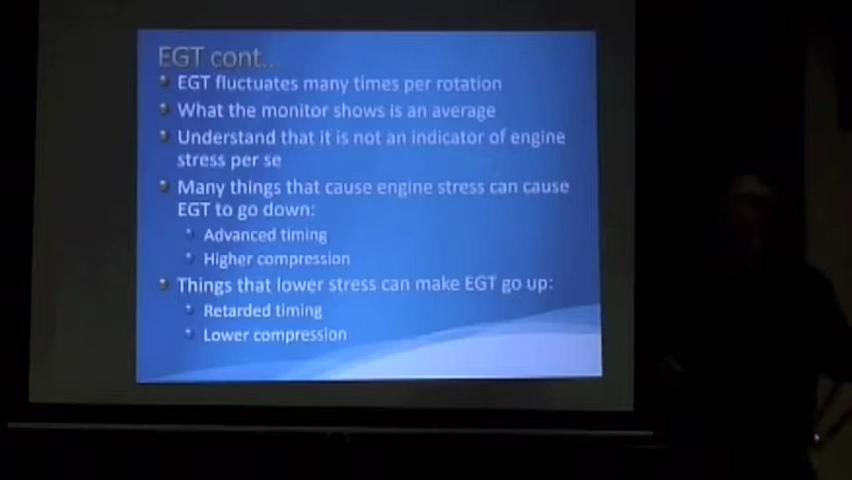 EGT cont...
EGT fluctuates many times per rotation
What the monitor shows is an average
Understand that it is not an indicator of engine
stress per se
Many things that cause engine stress can cause
EGT to go down:
Advanced timing
Higher compression
Things that lower stress can make EGT go up:
Retarded timing
Lower compression